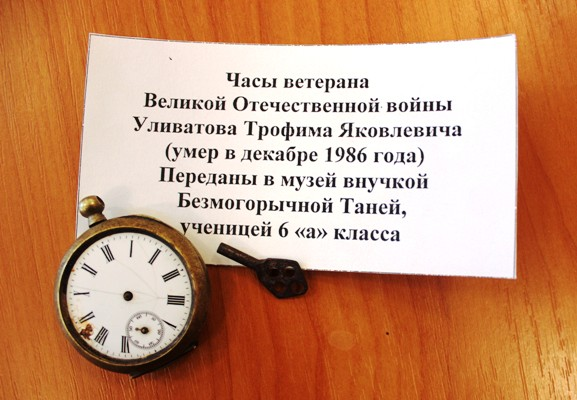 Часы ветерана
Великой Отечественной войны
Уливатова Трофима Яковлевича
(умер в декабре 1986 года)
Переданы в музей внучкой
Безмогорычной Таней,
ученицей 6 «а» класса